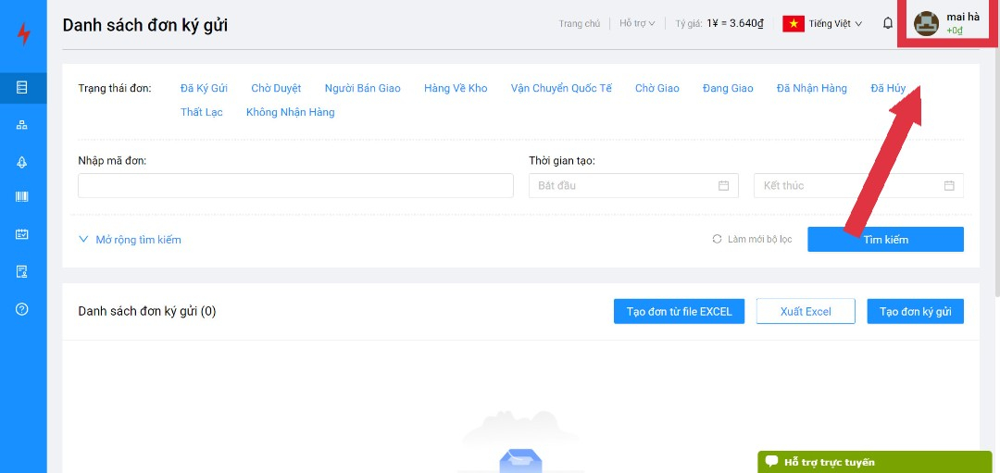 Danh sách đơn ký gửi
Trang chủ Hỗ trợ Tỷ giá: 1¥ = 3.640₫ Tiếng Việt mai hà
+0₫
Trạng thái đơn: Đã Ký Gửi Chờ Duyệt Người Bán Giao Hàng Về Kho Vận Chuyển Quốc Tế Chờ Giao Đang Giao Đã Nhận Hàng Đã Hủy
Thất Lạc Không Nhận Hàng
Nhập mã đơn: Thời gian tạo:
Bắt đầu Kết thúc
Mở rộng tìm kiếm Làm mới bộ lọc Tìm kiếm
Danh sách đơn ký gửi (0) Tạo đơn từ file EXCEL Xuất Excel Tạo đơn ký gửi
Hỗ trợ trực tuyến